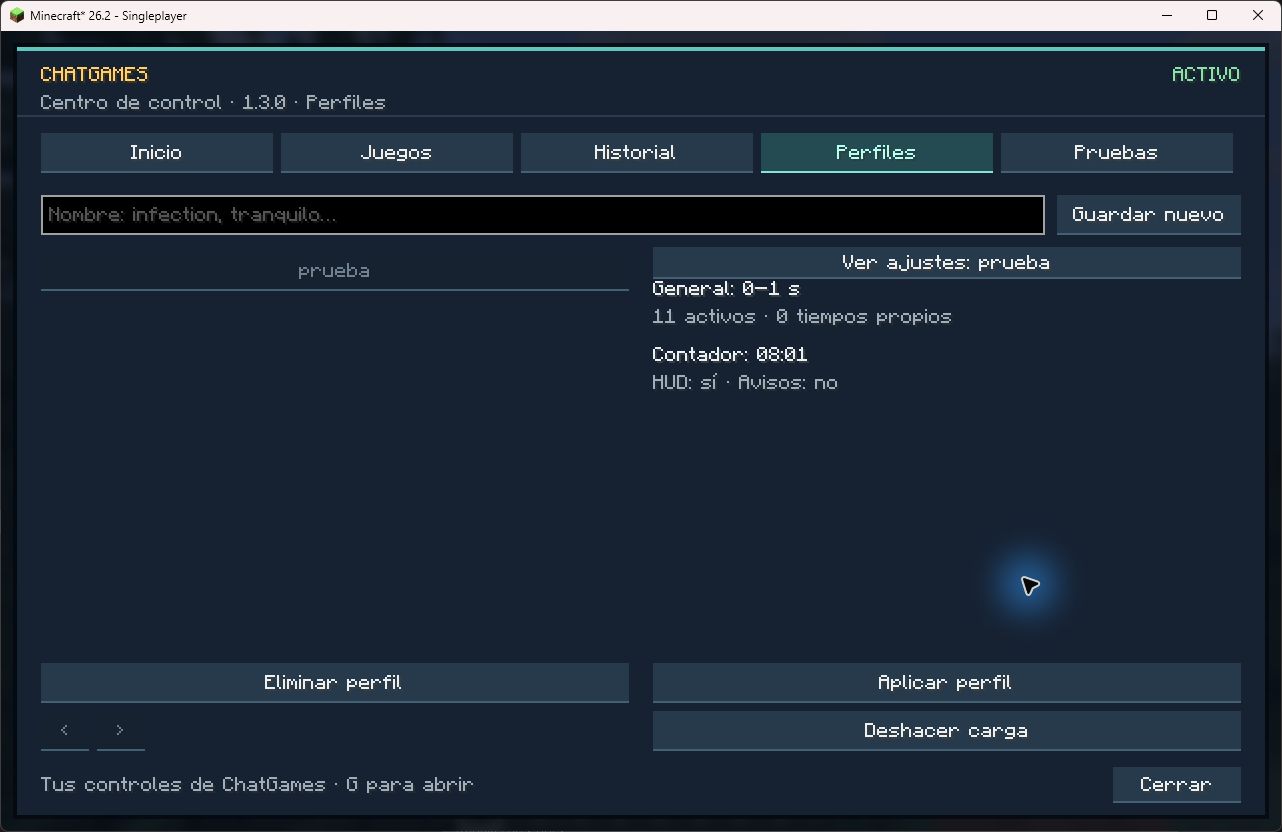 Minecraft* 26.2 - Singleplayer
CHATGAMES
ACTIVO
Centro de control · 1.3.0 · Perfiles
Inicio
Juegos
Historial
Perfiles
Pruebas
Nombre: infection, tranquilo...
Guardar nuevo
prueba
Ver ajustes: prueba
General: 0—1 s
11 activos · 0 tiempos propios
Contador: 08:01
HUD: sí · Avisos: no
Eliminar perfil
Aplicar perfil
< >
Deshacer carga
Tus controles de ChatGames · G para abrir
Cerrar